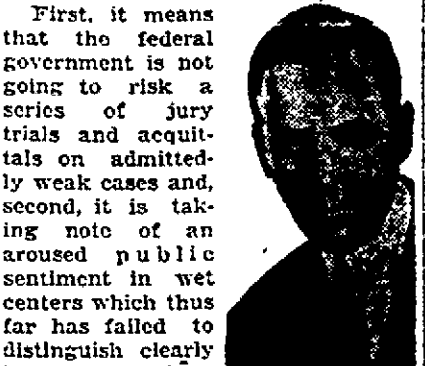 First, it means
that the federal
government is not
going to risk a
series of jury
trials and acquit-
tals on admitted-
ly weak cases and,
second, it is tak-
ing note of an
aroused public
sentiment in wet
centers which thus
far has failed to
distinguish clearly